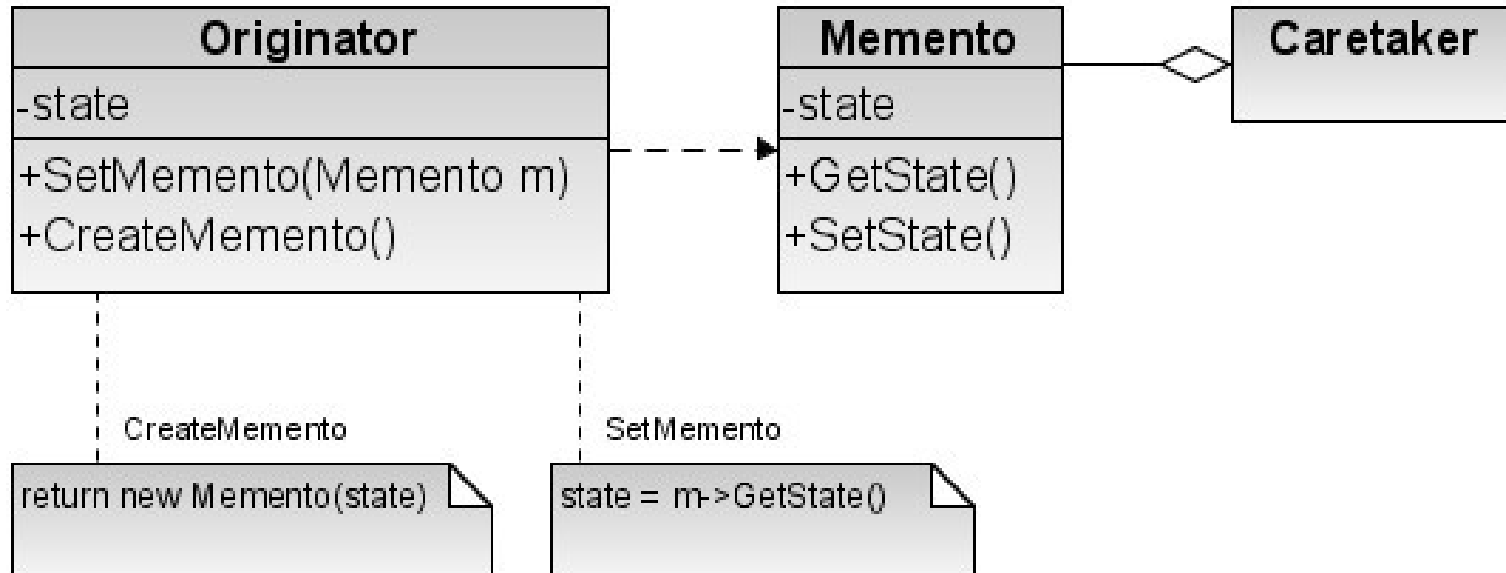 Originator
-state
+SetMemento(Memento m)
+CreateMemento()
Memento
-state
+GetState()
+SetState()
Caretaker
CreateMemento
return new Memento(state)
SetMemento
state = m->GetState()